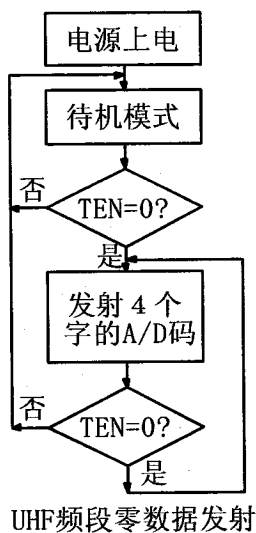 电源上电
待机模式
否
TEN=0?
是
发射4个
字的A/D码
否
TEN=0?
是
UHF频段零数据发射